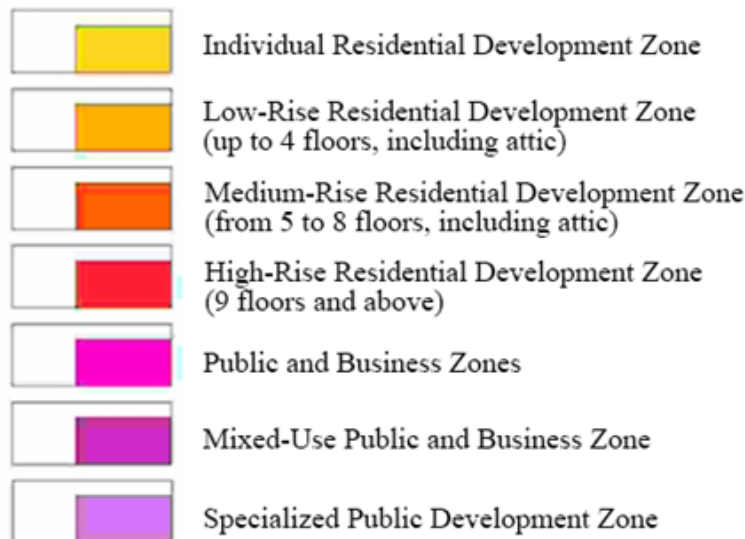 Individual Residential Development Zone
Low-Rise Residential Development Zone
(up to 4 floors, including attic)
Medium-Rise Residential Development Zone
(from 5 to 8 floors, including attic)
High-Rise Residential Development Zone
(9 floors and above)
Public and Business Zones
Mixed-Use Public and Business Zone
Specialized Public Development Zone